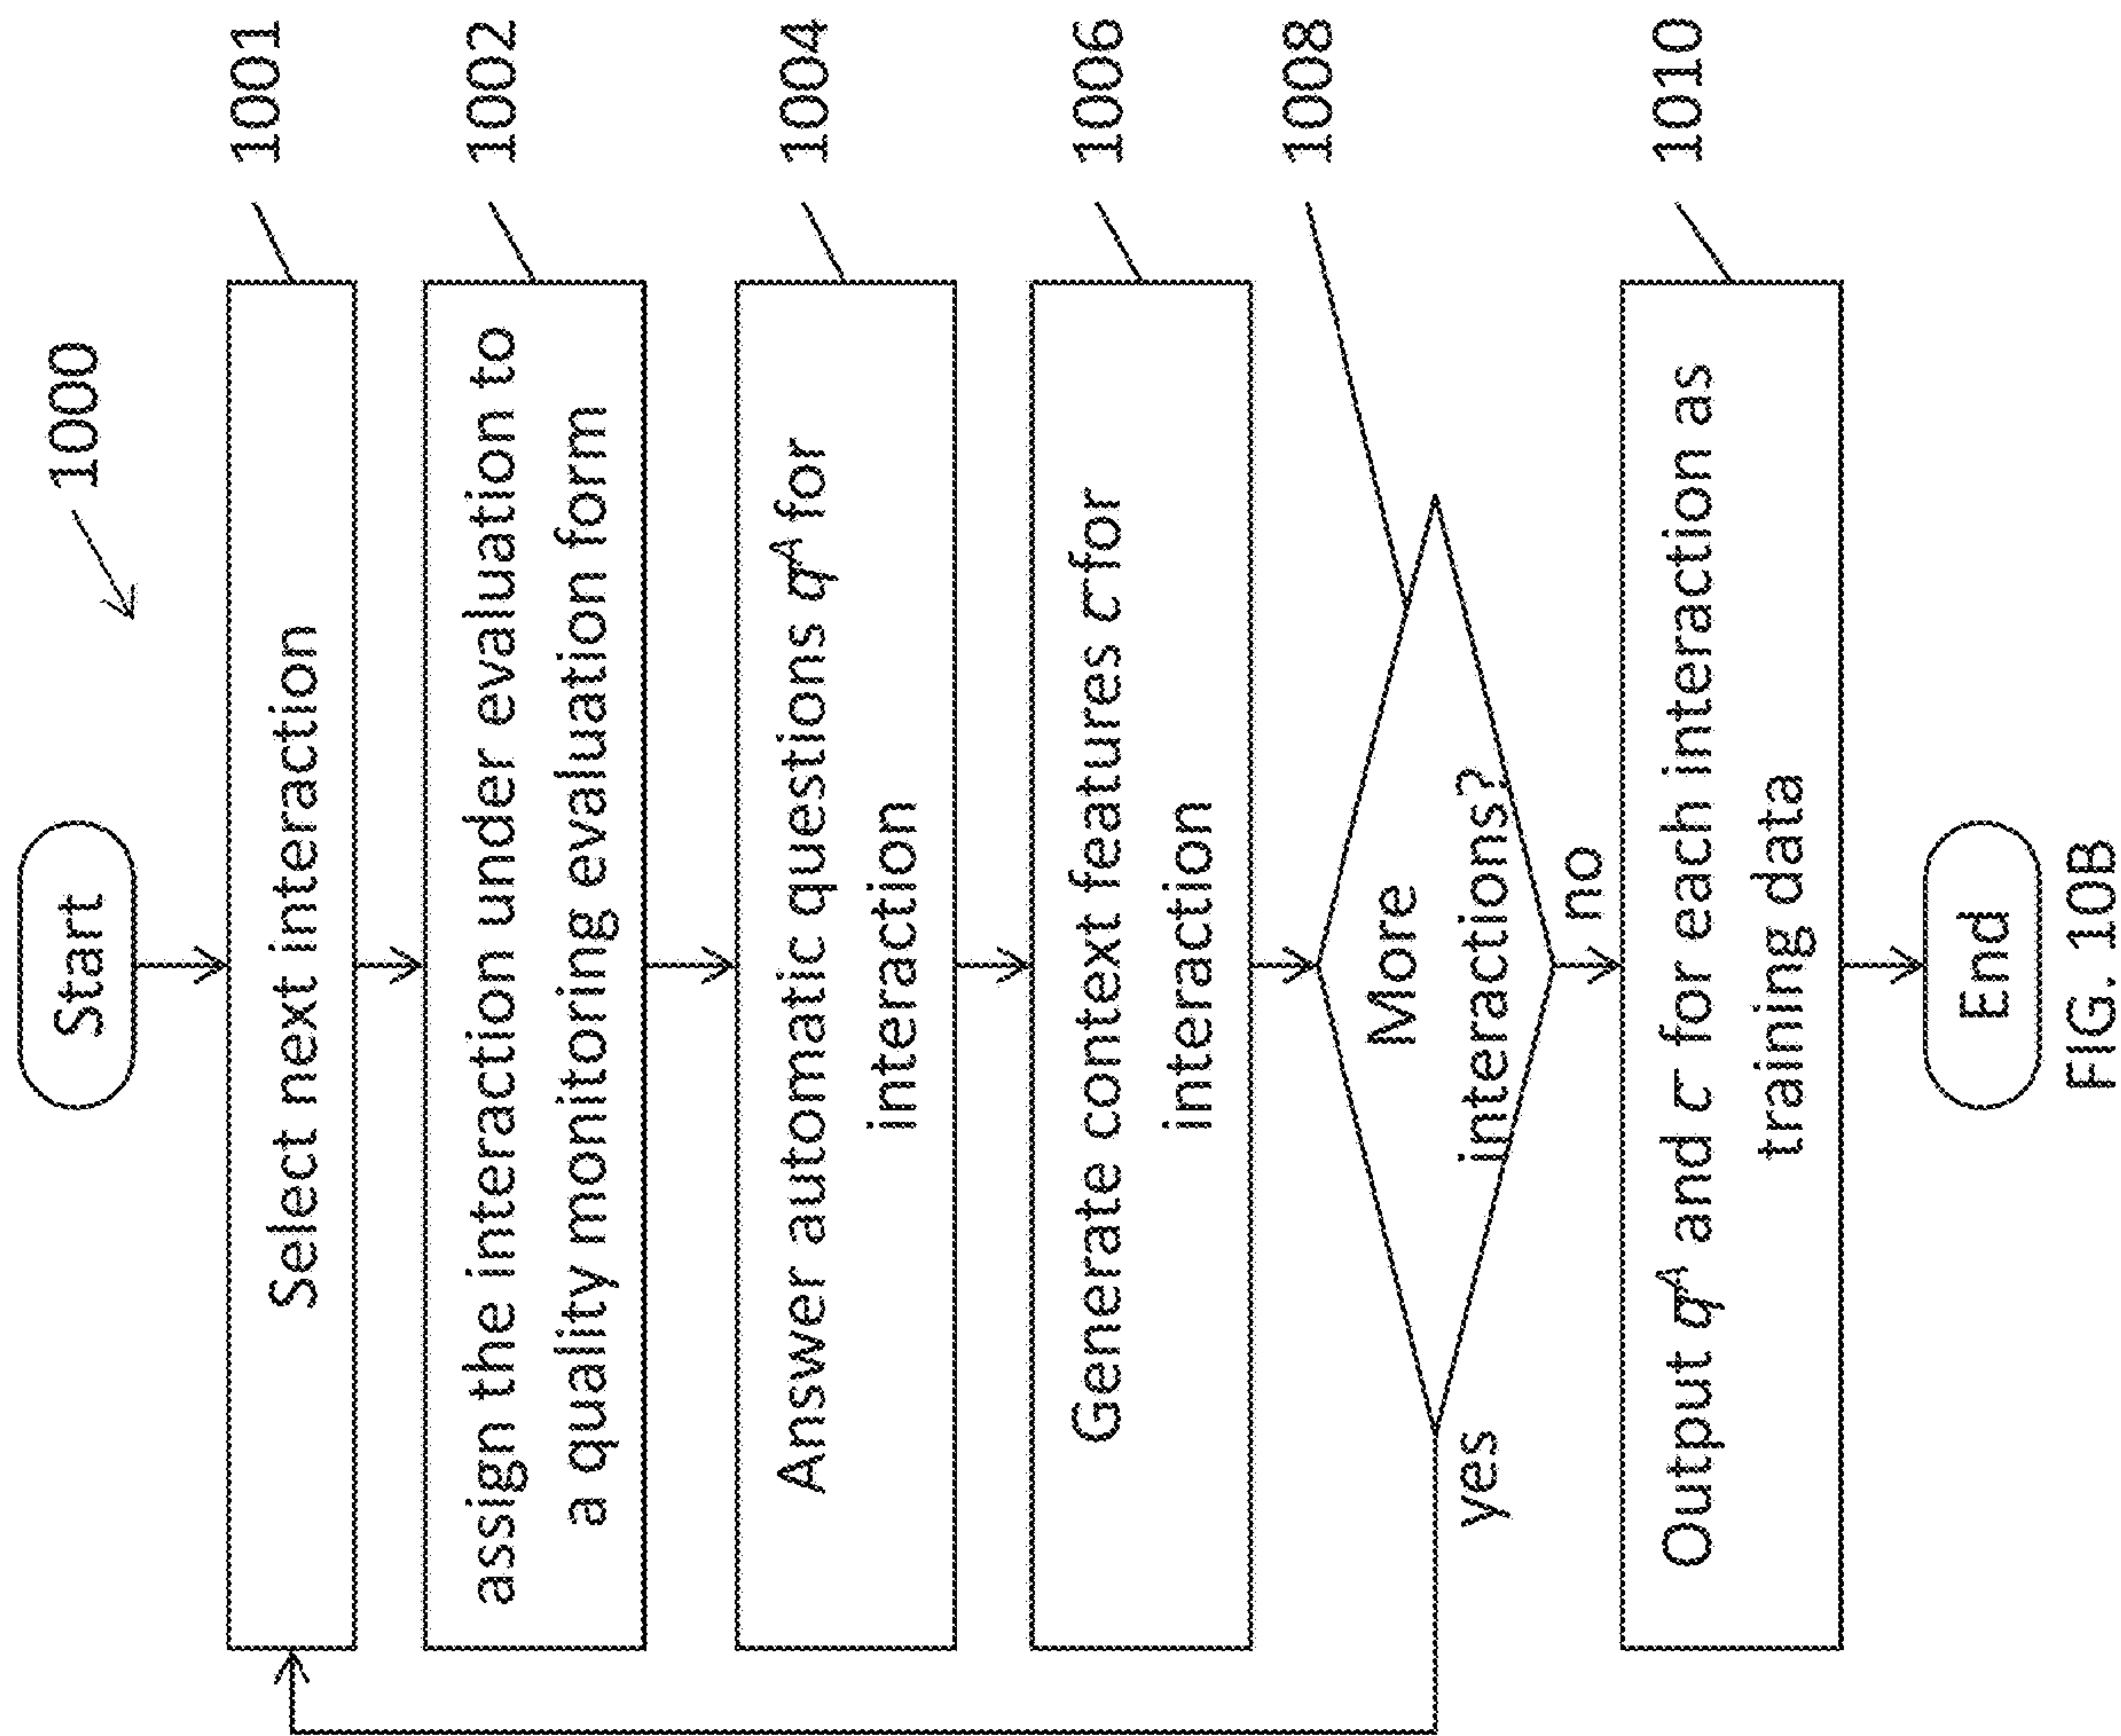 1000
Start
Select next interaction
1001
assign the interaction under evaluation to
a quality monitoring evaluation form
1002
Answer automatic questions q̄ᴬ for
interaction
1004
Generate context features c̄ for
interaction
1006
More
interactions?
1008
yes
no
Output q̄ᴬ and c̄ for each interaction as
training data
1010
End
FIG. 10B